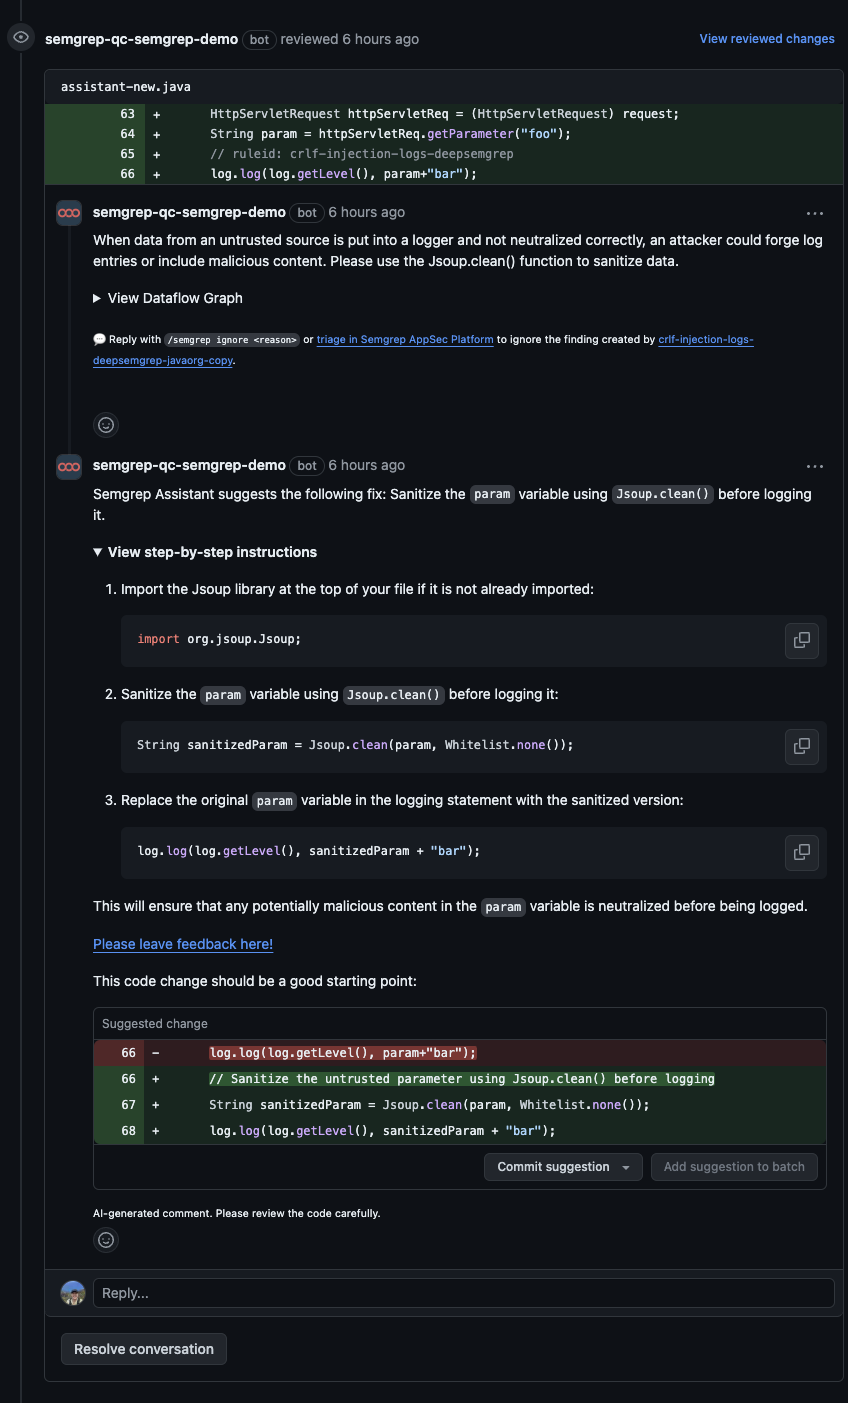 semgrep-qc-semgrep-demo bot reviewed 6 hours ago View reviewed changes
assistant-new.java
63 + HttpServletRequest httpServletReq = (HttpServletRequest) request;
64 + String param = httpServletReq.getParameter("foo");
65 + // ruleid: crlf-injection-logs-deepsemgrep
66 + log.log(log.getLevel(), param+"bar");
semgrep-qc-semgrep-demo bot 6 hours ago
When data from an untrusted source is put into a logger and not neutralized correctly, an attacker could forge log
entries or include malicious content. Please use the Jsoup.clean() function to sanitize data.
View Dataflow Graph
Reply with /semgrep ignore <reason> or triage in Semgrep AppSec Platform to ignore the finding created by crlf-injection-logs-
deepsemgrep-javaorg-copy.
semgrep-qc-semgrep-demo bot 6 hours ago
Semgrep Assistant suggests the following fix: Sanitize the param variable using Jsoup.clean() before logging
it.
View step-by-step instructions
1. Import the Jsoup library at the top of your file if it is not already imported:
import org.jsoup.Jsoup;
2. Sanitize the param variable using Jsoup.clean() before logging it:
String sanitizedParam = Jsoup.clean(param, Whitelist.none());
3. Replace the original param variable in the logging statement with the sanitized version:
log.log(log.getLevel(), sanitizedParam + "bar");
This will ensure that any potentially malicious content in the param variable is neutralized before being logged.
Please leave feedback here!
This code change should be a good starting point:
Suggested change
66 - log.log(log.getLevel(), param+"bar");
66 + // Sanitize the untrusted parameter using Jsoup.clean() before logging
67 + String sanitizedParam = Jsoup.clean(param, Whitelist.none());
68 + log.log(log.getLevel(), sanitizedParam + "bar");
Commit suggestion Add suggestion to batch
AI-generated comment. Please review the code carefully.
Reply...
Resolve conversation